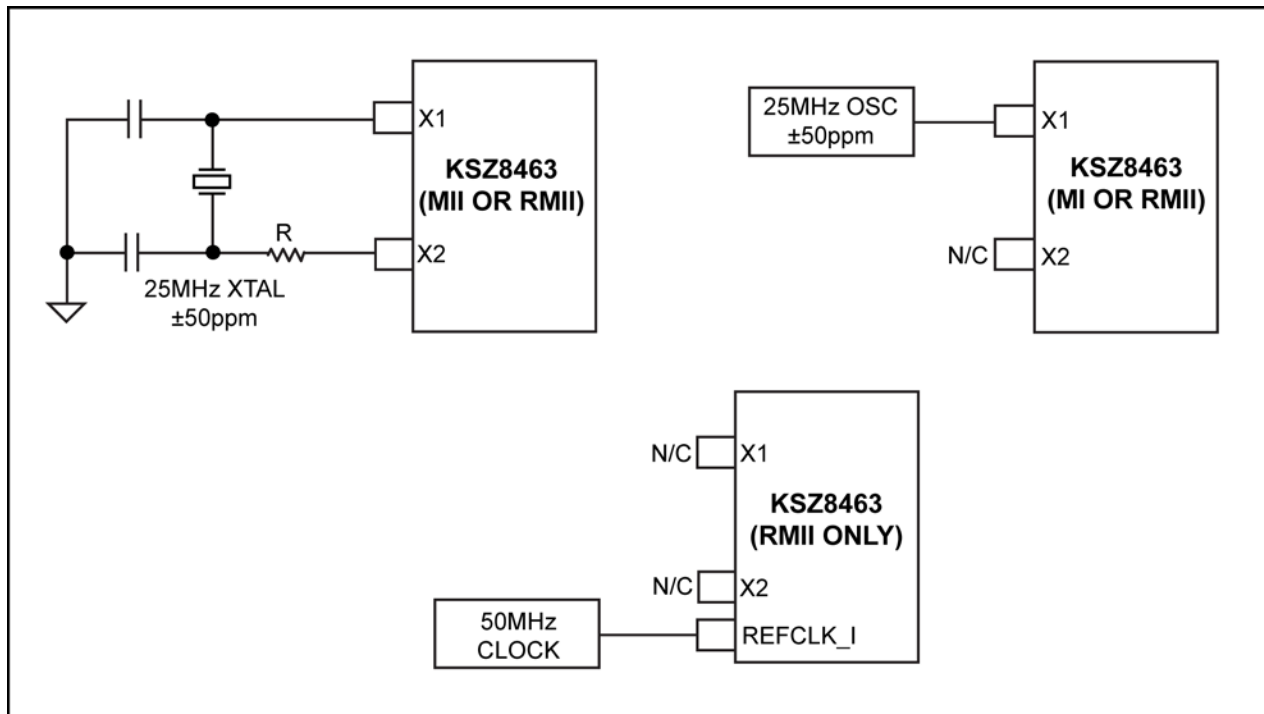 X1
KSZ8463
(MII OR RMII)
R
X2
25MHz XTAL
±50ppm
25MHz OSC
±50ppm
X1
KSZ8463
(MI OR RMII)
N/C
X2
N/C
X1
KSZ8463
(RMII ONLY)
N/C
X2
50MHz
CLOCK
REFCLK_I